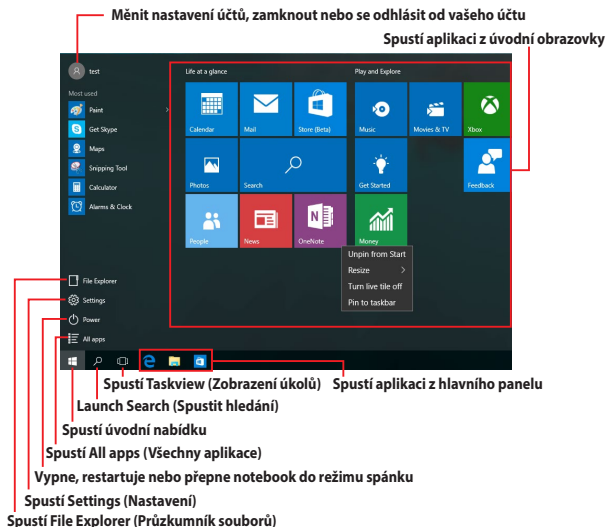 Měnit nastavení účtů, zamknout nebo se odhlásit od vašeho účtu
Spustí aplikaci z úvodní obrazovky
test
Most used
Paint
Get Skype
Maps
Snipping Tool
Calculator
Alarms & Clock
File Explorer
Settings
Power
All apps
Life at a glance
Play and Explore
Calendar
Mail
Store (Beta)
Music
Movies & TV
Xbox
Photos
Search
Get Started
Feedback
People
News
OneNote
Money
Unpin from Start
Resize
Turn live tile off
Pin to taskbar
Spustí Taskview (Zobrazení úkolů)
Spustí aplikaci z hlavního panelu
Launch Search (Spustit hledání)
Spustí úvodní nabídku
Spustí All apps (Všechny aplikace)
Vypne, restartuje nebo přepne notebook do režimu spánku
Spustí Settings (Nastavení)
Spustí File Explorer (Průzkumník souborů)